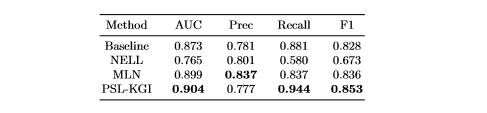 Method AUC Prec Recall F1
Baseline 0.873 0.781 0.881 0.828
NELL 0.765 0.801 0.580 0.673
MLN 0.899 0.837 0.837 0.836
PSL-KGI 0.904 0.777 0.944 0.853